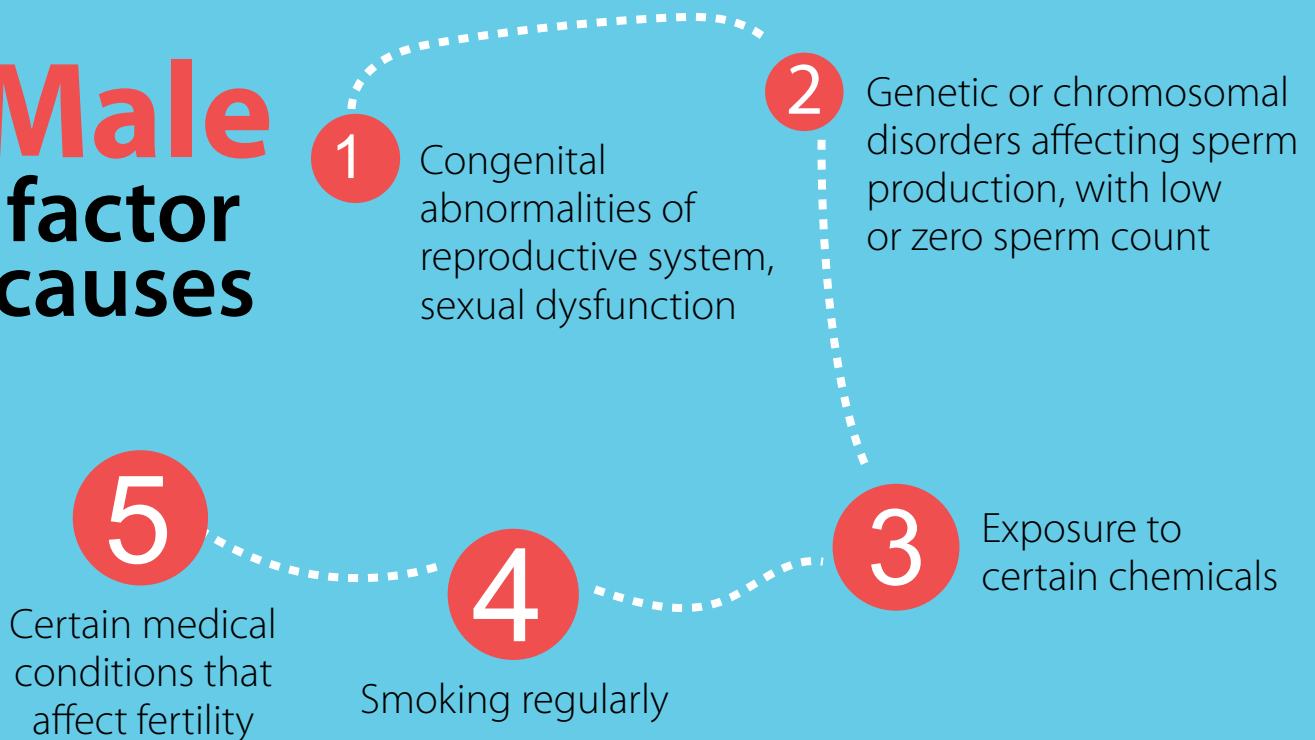 Male
factor
causes
1
Congenital
abnormalities of
reproductive system,
sexual dysfunction
2
Genetic or chromosomal
disorders affecting sperm
production, with low
or zero sperm count
3
Exposure to
certain chemicals
4
Smoking regularly
5
Certain medical
conditions that
affect fertility